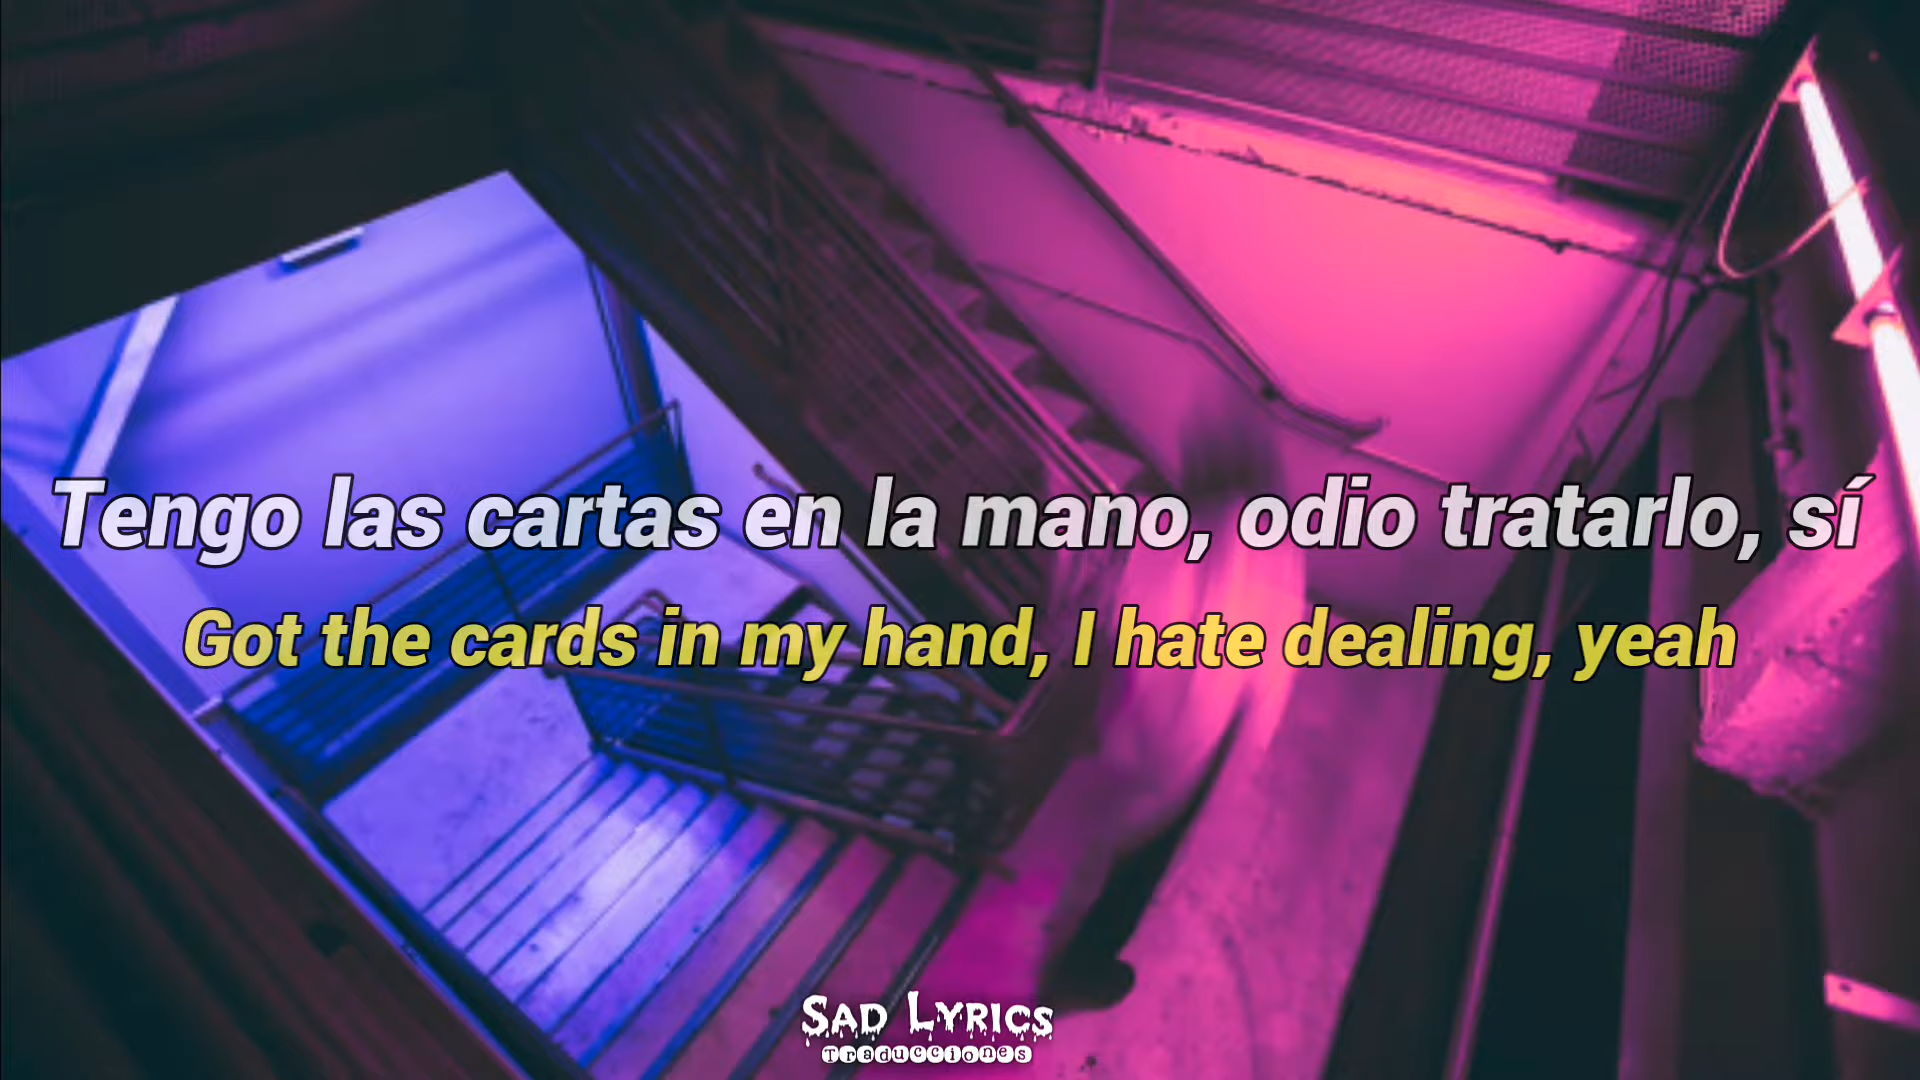 Tengo las cartas en la mano, odio tratarlo, sí
Got the cards in my hand, I hate dealing, yeah
Sad Lyrics
Traducciones